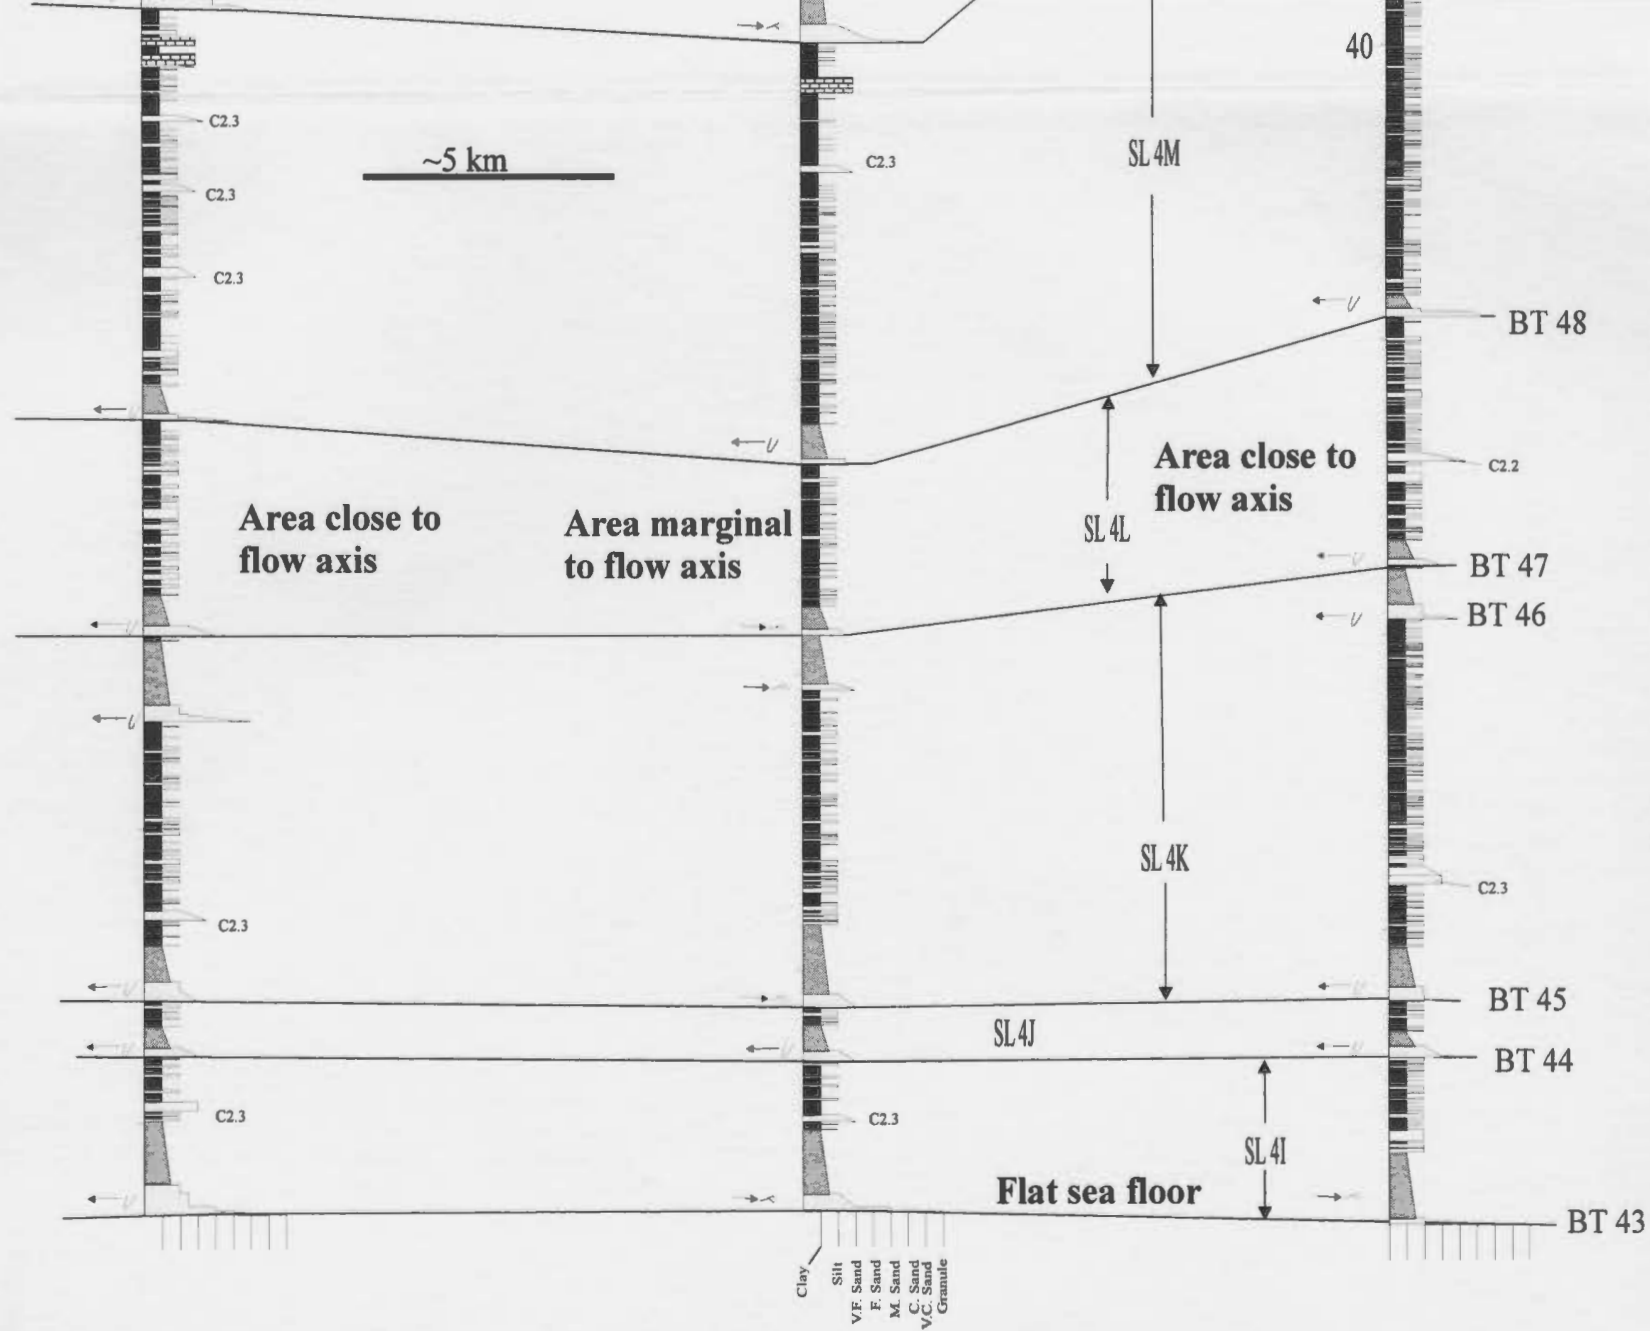 40
C2.3
~5 km
C2.3
SL 4M
C2.3
C2.3
BT 48
Area close to
flow axis
C2.2
Area close to
flow axis
Area marginal
to flow axis
SL 4L
BT 47
BT 46
SL 4K
C2.3
C2.3
BT 45
SL 4J
BT 44
C2.3
C2.3
SL 4I
Flat sea floor
BT 43
Clay
Silt
V.F. Sand
F. Sand
M. Sand
C. Sand
V.C. Sand
Granule